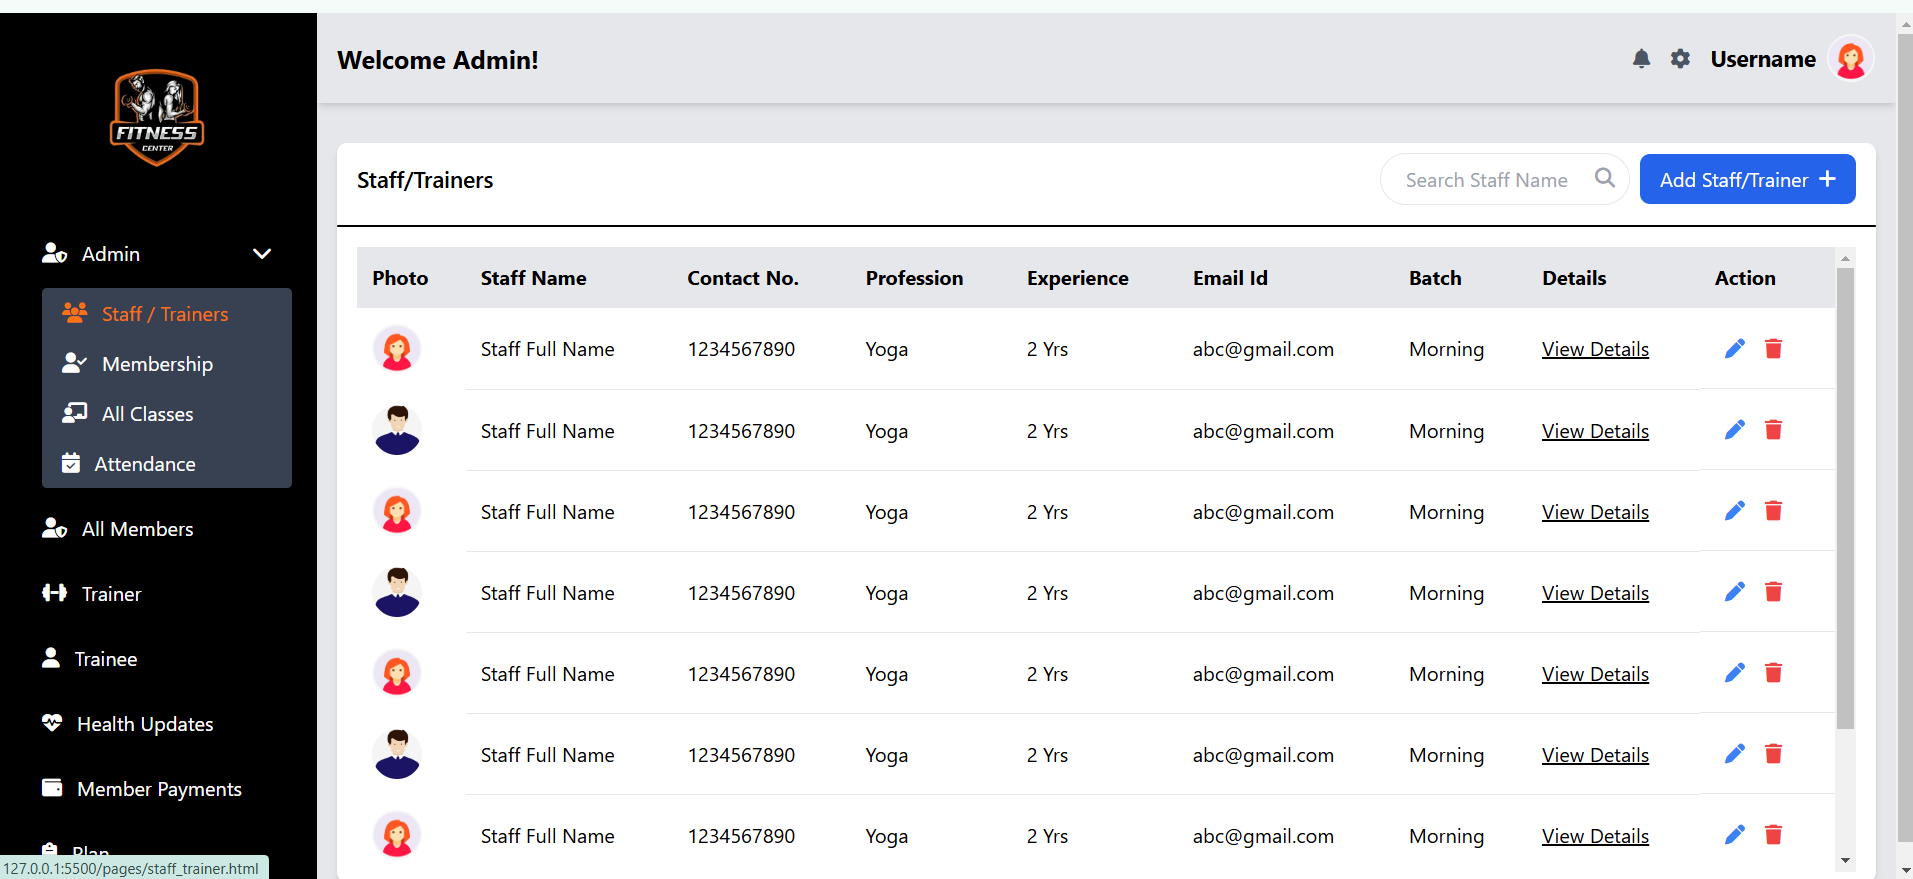 Welcome Admin!
Username
FITNESS
CENTER
Admin
Staff / Trainers
Membership
All Classes
Attendance
All Members
Trainer
Trainee
Health Updates
Member Payments
Plan
127.0.0.1:5500/pages/staff_trainer.html
Staff/Trainers
Search Staff Name
Add Staff/Trainer +
Photo Staff Name Contact No. Profession Experience Email Id Batch Details Action
Staff Full Name 1234567890 Yoga 2 Yrs abc@gmail.com Morning View Details
Staff Full Name 1234567890 Yoga 2 Yrs abc@gmail.com Morning View Details
Staff Full Name 1234567890 Yoga 2 Yrs abc@gmail.com Morning View Details
Staff Full Name 1234567890 Yoga 2 Yrs abc@gmail.com Morning View Details
Staff Full Name 1234567890 Yoga 2 Yrs abc@gmail.com Morning View Details
Staff Full Name 1234567890 Yoga 2 Yrs abc@gmail.com Morning View Details
Staff Full Name 1234567890 Yoga 2 Yrs abc@gmail.com Morning View Details